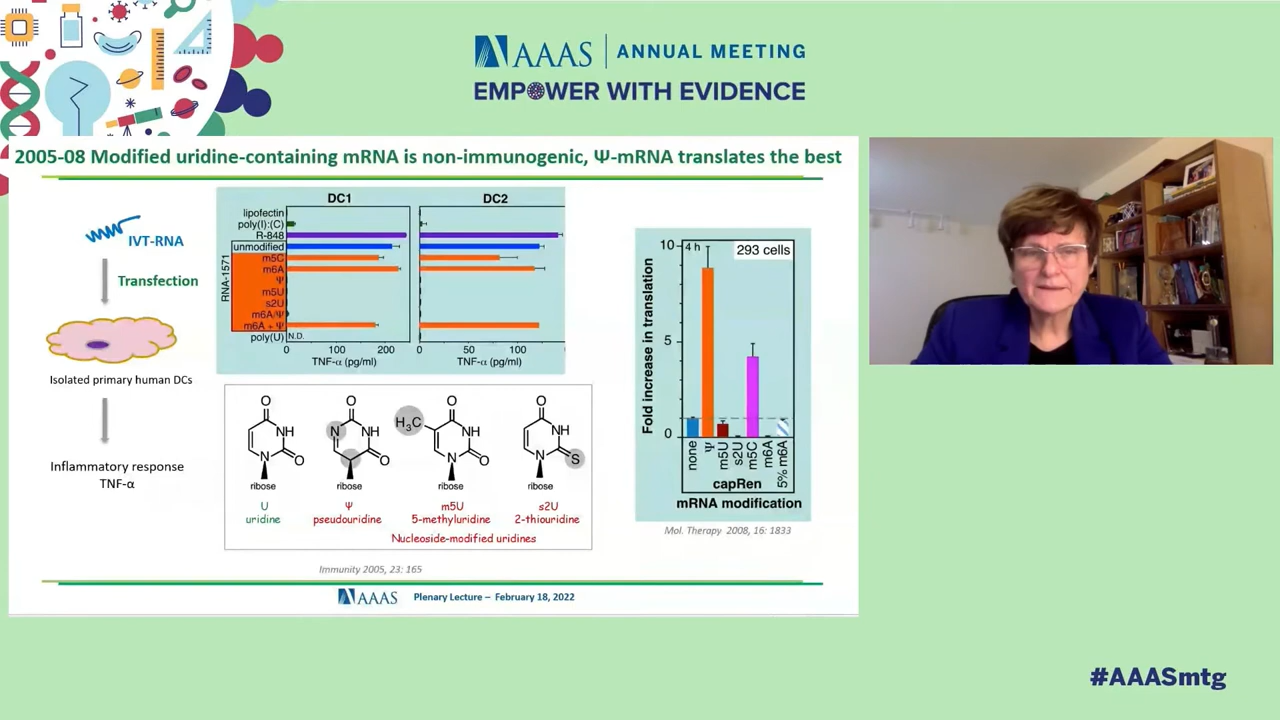 AAAS ANNUAL MEETING
EMPOWER WITH EVIDENCE
2005-08 Modified uridine-containing mRNA is non-immunogenic, Ψ-mRNA translates the best
IVT-RNA
Transfection
Isolated primary human DCs
Inflammatory response
TNF-α
DC1
DC2
lipofectin
poly(I):(C)
R-848
unmodified
RNA-1571
m5C
m6A
Ψ
m5U
s2U
m6A/Ψ
m6A + Ψ
poly(U)
N.D.
0 100 200
0 50 100
TNF-α (pg/ml)
TNF-α (pg/ml)
O
NH
N
O
ribose
U
uridine
O
N
NH
O
ribose
Ψ
pseudouridine
O
H₃C
NH
N
O
ribose
m5U
5-methyluridine
O
NH
N
S
ribose
s2U
2-thiouridine
Nucleoside-modified uridines
Immunity 2005, 23: 165
Fold increase in translation
10
5
0
4 h
293 cells
none
Ψ
m5U
s2U
m5C
m6A
5% m6A
capRen
mRNA modification
Mol. Therapy 2008, 16: 1833
AAAS Plenary Lecture – February 18, 2022
#AAASmtg